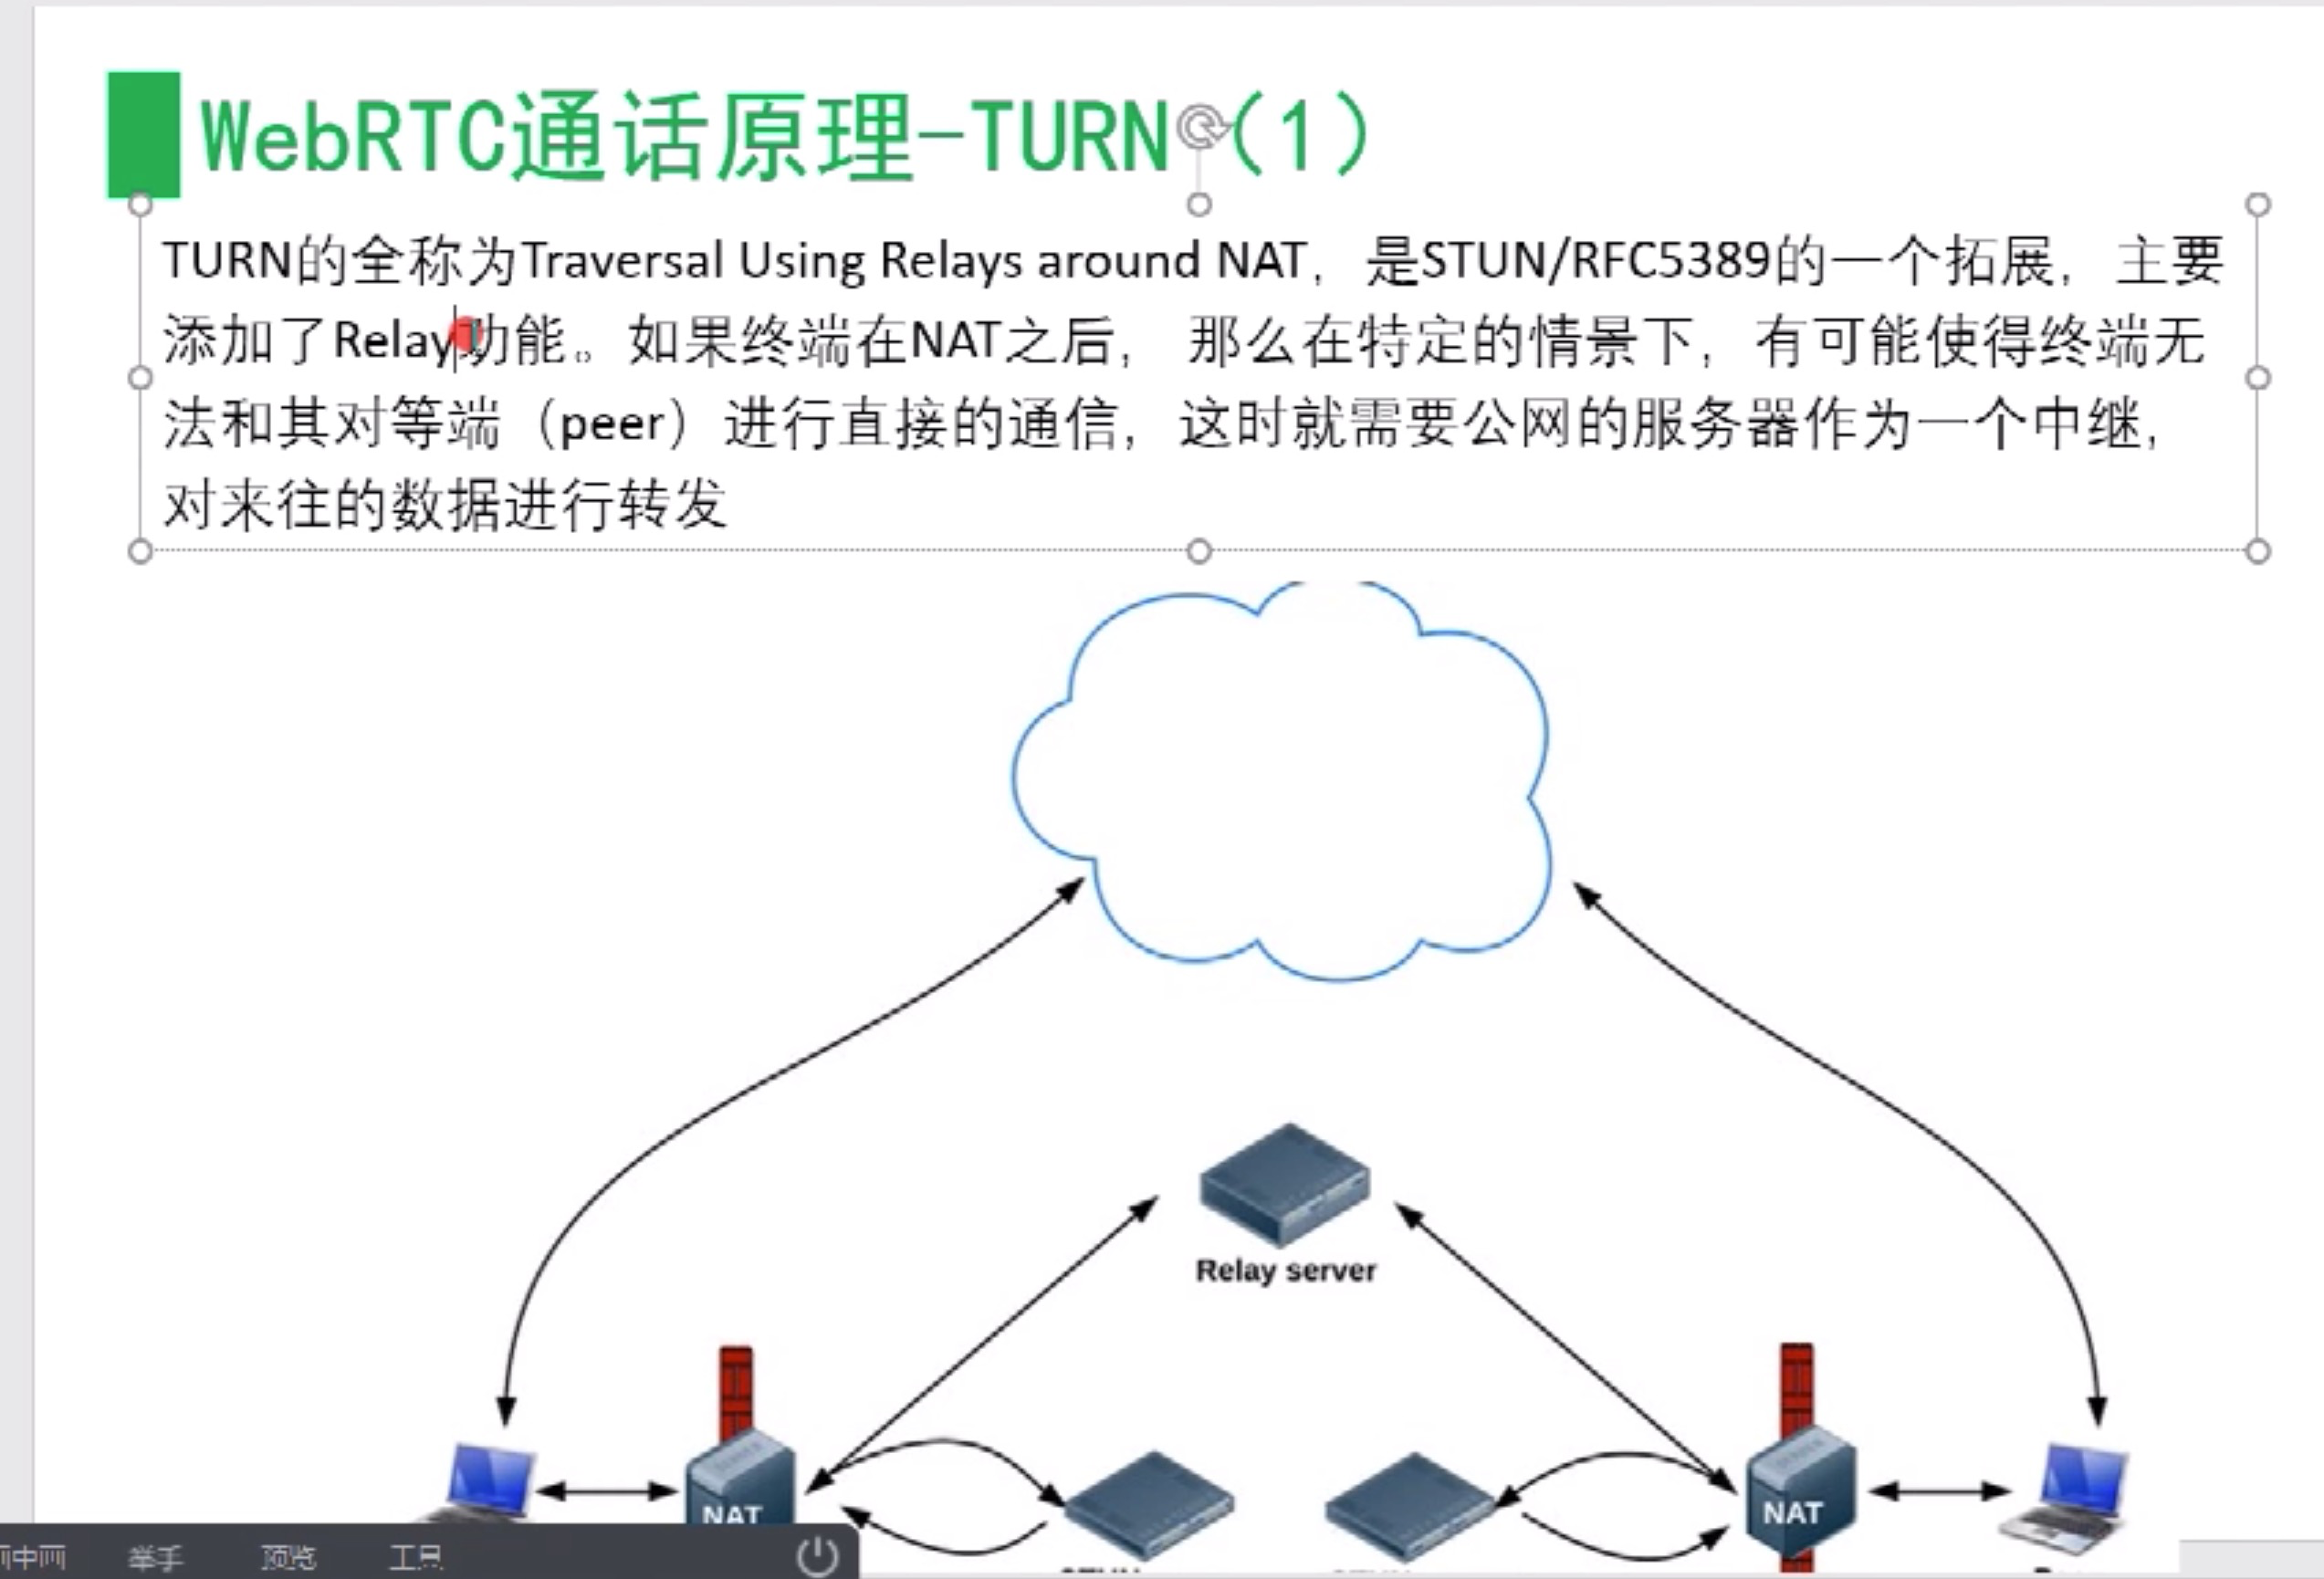 WebRTC通话原理-TURN（1）
TURN的全称为Traversal Using Relays around NAT，是STUN/RFC5389的一个拓展，主要
添加了Relay功能。如果终端在NAT之后， 那么在特定的情景下，有可能使得终端无
法和其对等端（peer）进行直接的通信，这时就需要公网的服务器作为一个中继，
对来往的数据进行转发
Relay server
NAT
NAT
画中画 举手 预览 工具